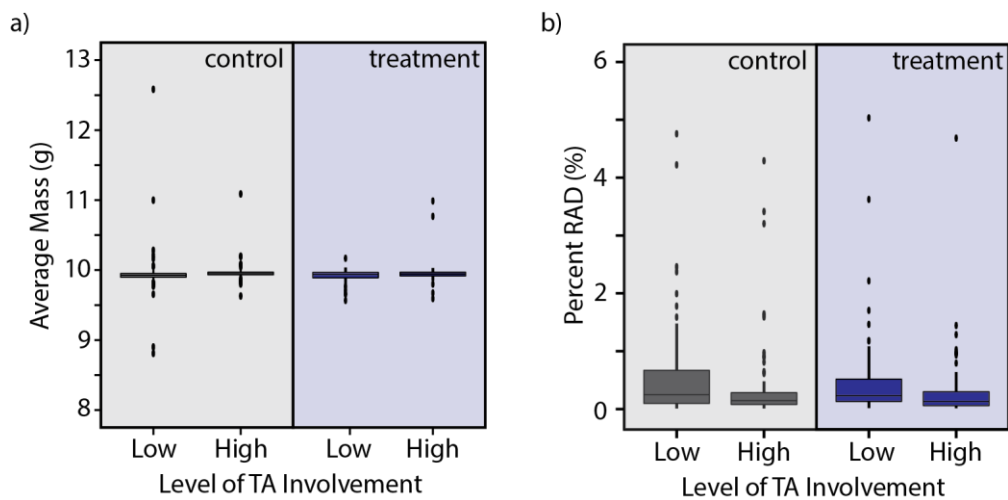 a)
13
12
11
10
9
8
Average Mass (g)
control
treatment
Low
High
Low
High
Level of TA Involvement
b)
6
4
2
0
Percent RAD (%)
control
treatment
Low
High
Low
High
Level of TA Involvement